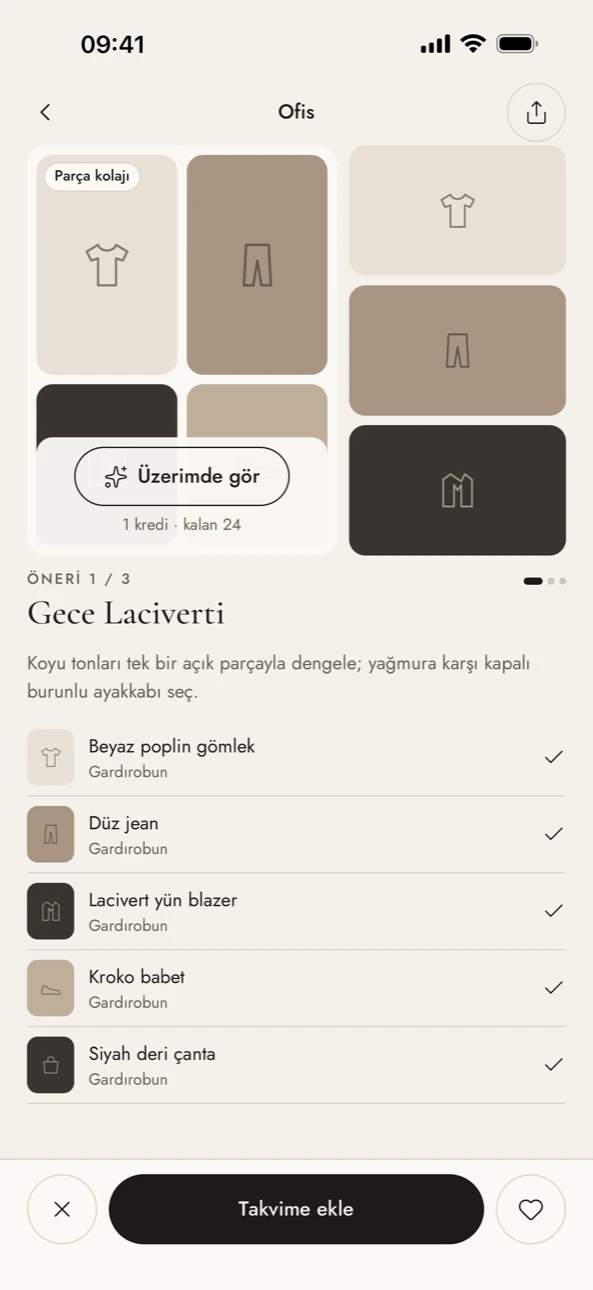 09:41
Ofis
Parça kolajı
Üzerimde gör
1 kredi · kalan 24
ÖNERİ 1 / 3
Gece Laciverti
Koyu tonları tek bir açık parçayla dengele; yağmura karşı kapalı
burunlu ayakkabı seç.
Beyaz poplin gömlek
Gardırobun
Düz jean
Gardırobun
Lacivert yün blazer
Gardırobun
Kroko babet
Gardırobun
Siyah deri çanta
Gardırobun
Takvime ekle